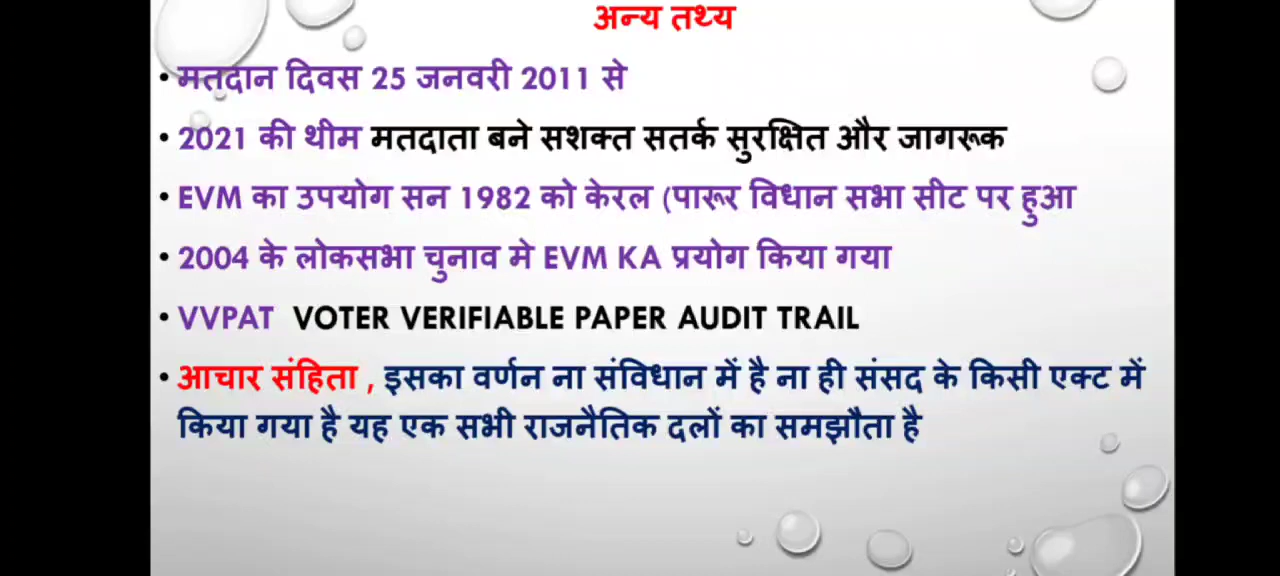 अन्य तथ्य
• मतदान दिवस 25 जनवरी 2011 से
• 2021 की थीम मतदाता बने सशक्त सतर्क सुरक्षित और जागरूक
• EVM का उपयोग सन 1982 को केरल (पारूर विधान सभा सीट पर हुआ
• 2004 के लोकसभा चुनाव मे EVM KA प्रयोग किया गया
• VVPAT VOTER VERIFIABLE PAPER AUDIT TRAIL
• आचार संहिता , इसका वर्णन ना संविधान में है ना ही संसद के किसी एक्ट में
किया गया है यह एक सभी राजनैतिक दलों का समझौता है